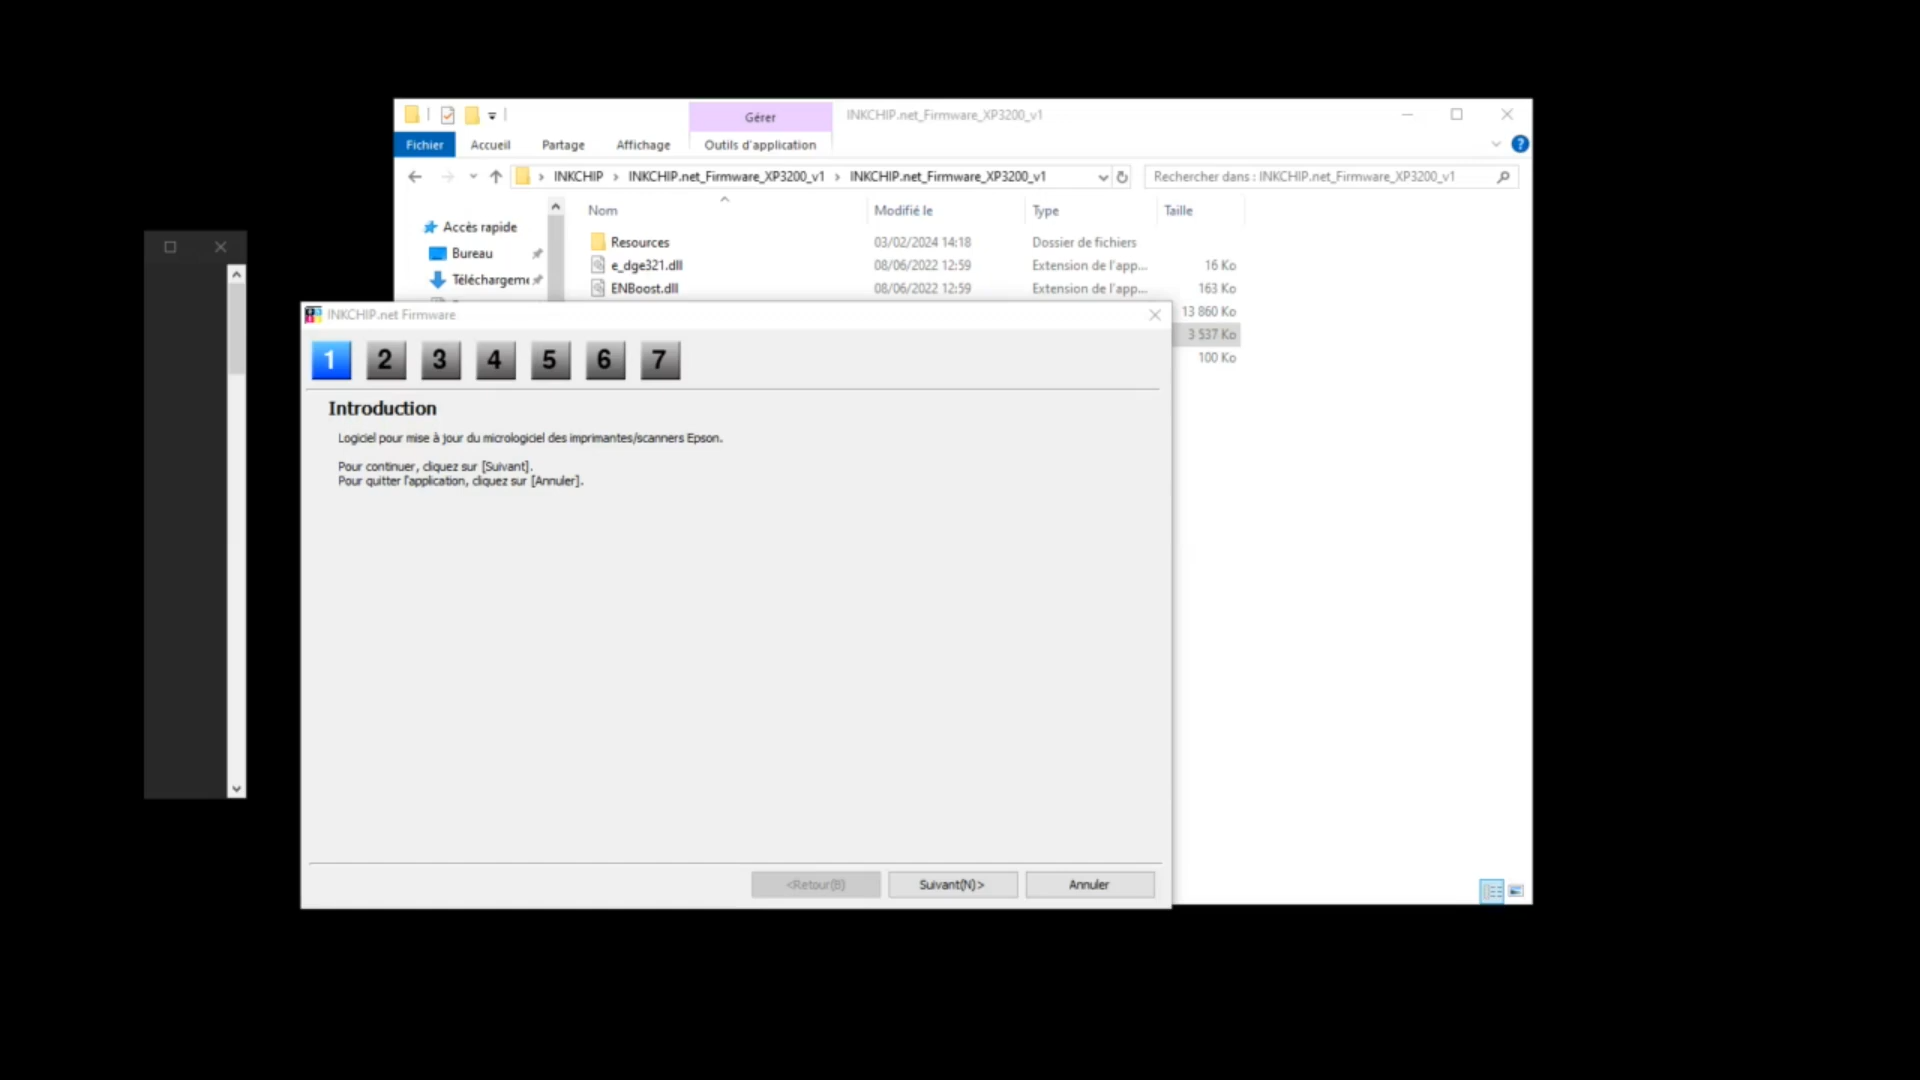 Gérer
INKCHIP.net_Firmware_XP3200_v1
Fichier
Accueil
Partage
Affichage
Outils d'application
INKCHIP > INKCHIP.net_Firmware_XP3200_v1 > INKCHIP.net_Firmware_XP3200_v1
Rechercher dans : INKCHIP.net_Firmware_XP3200_v1
Nom
Modifié le
Type
Taille
Accès rapide
Bureau
Téléchargeme
Resources 03/02/2024 14:18 Dossier de fichiers
e_dge321.dll 08/06/2022 12:59 Extension de l'app... 16 Ko
ENBoost.dll 08/06/2022 12:59 Extension de l'app... 163 Ko
13 860 Ko
3 537 Ko
100 Ko
INKCHIP.net Firmware
1 2 3 4 5 6 7
Introduction
Logiciel pour mise à jour du micrologiciel des imprimantes/scanners Epson.
Pour continuer, cliquez sur [Suivant].
Pour quitter l'application, cliquez sur [Annuler].
<Retour(B)
Suivant(N)>
Annuler